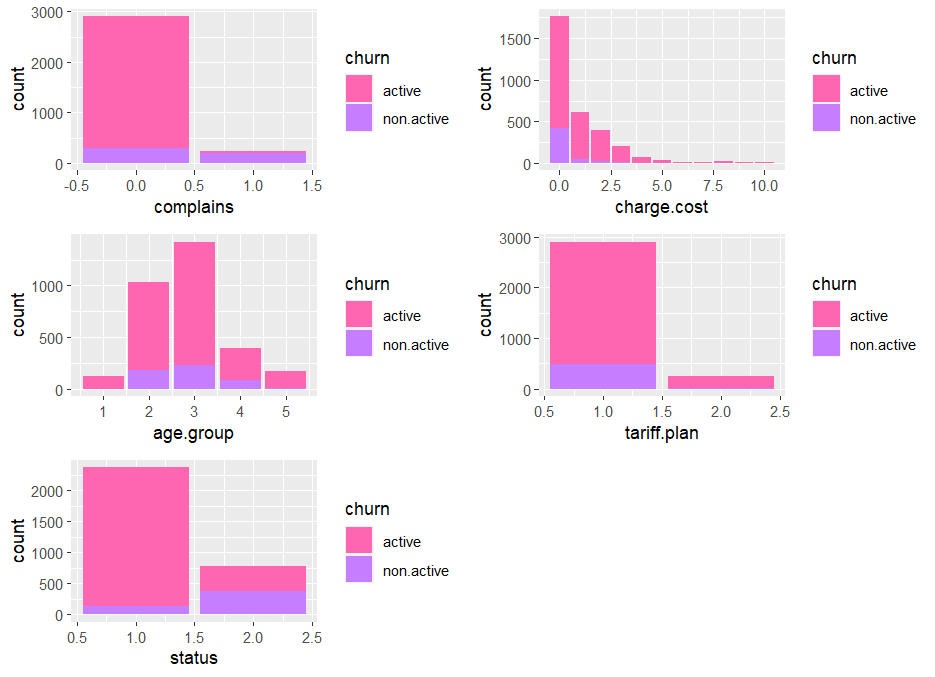 3000
2000
1000
0
count
-0.5 0.0 0.5 1.0 1.5
complains
churn
active
non.active
1500
1000
500
0
count
0.0 2.5 5.0 7.5 10.0
charge.cost
churn
active
non.active
1000
500
0
count
1 2 3 4 5
age.group
churn
active
non.active
3000
2000
1000
0
count
0.5 1.0 1.5 2.0 2.5
tariff.plan
churn
active
non.active
2000
1500
1000
500
0
count
0.5 1.0 1.5 2.0 2.5
status
churn
active
non.active